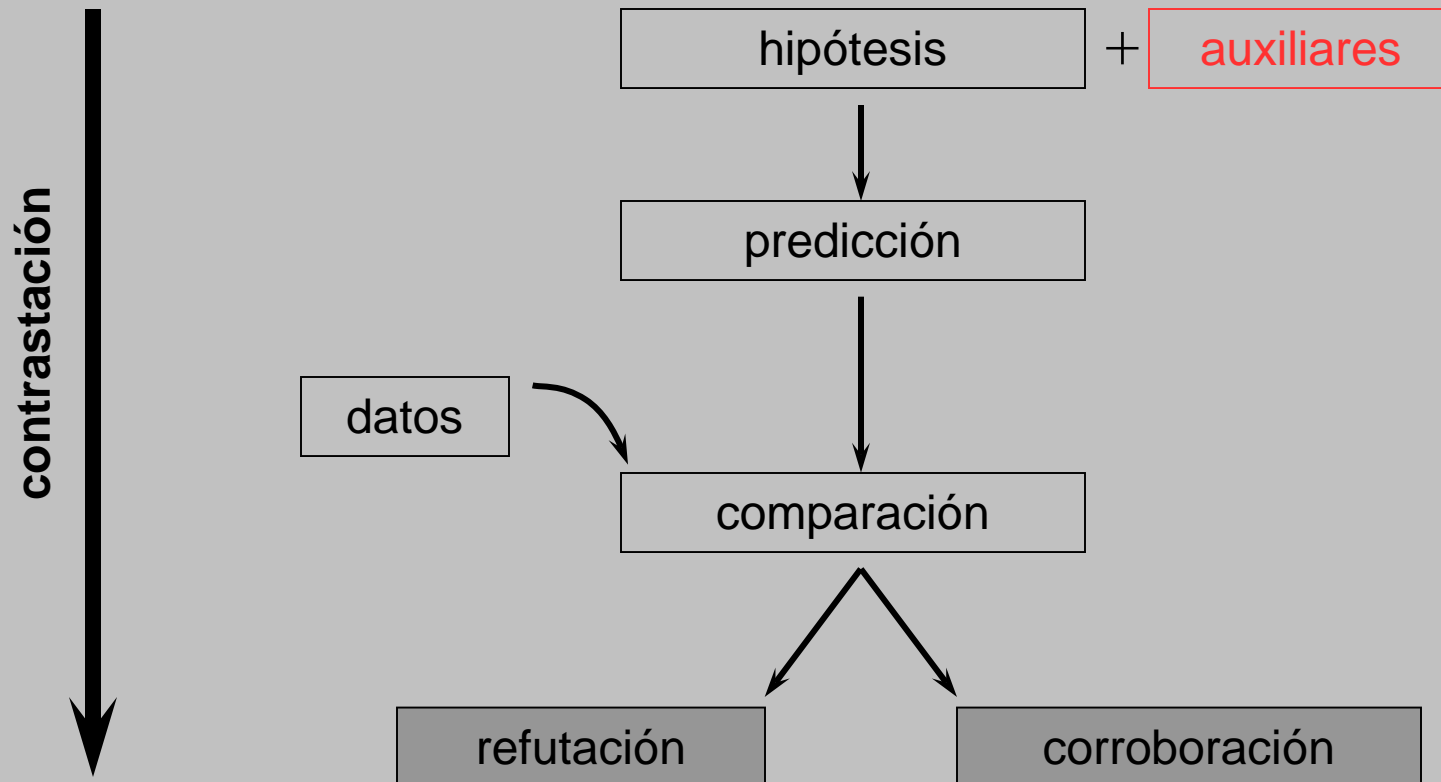 hipótesis + auxiliares
predicción
contrastación
datos
comparación
refutación
corroboración